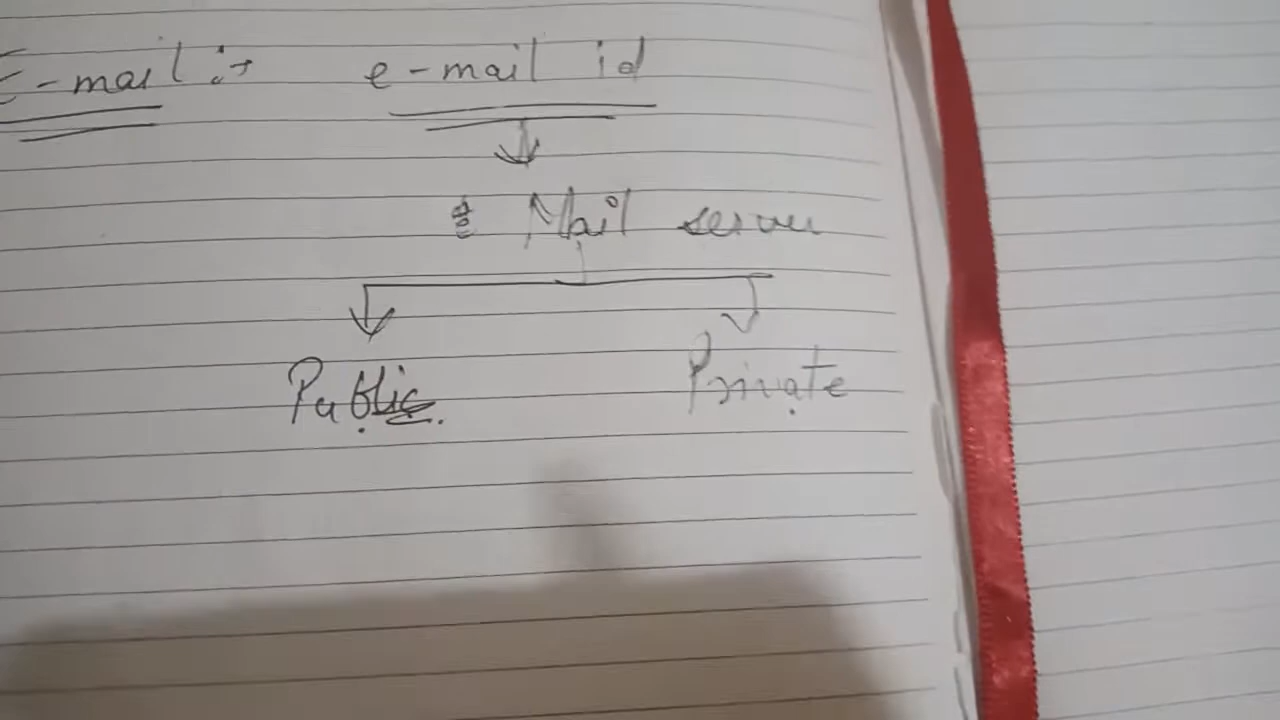 E-mail :→ e-mail id
Mail server
Public. Private